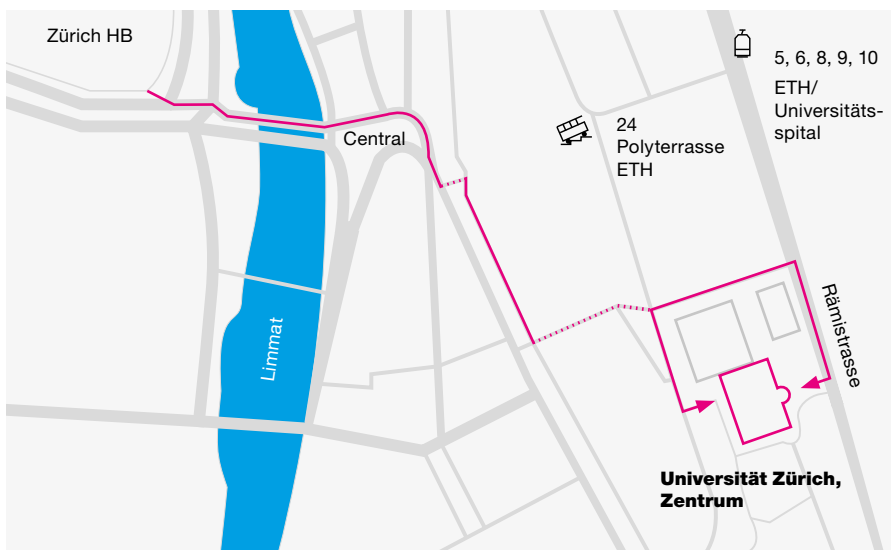 Zürich HB
Central
Limmat
24
Polyterrasse
ETH
5, 6, 8, 9, 10
ETH/
Universitäts-
spital
Rämistrasse
Universität Zürich,
Zentrum